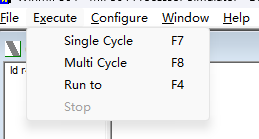 File Execute Configure Window Help
Single Cycle F7
Multi Cycle F8
Run to F4
Stop